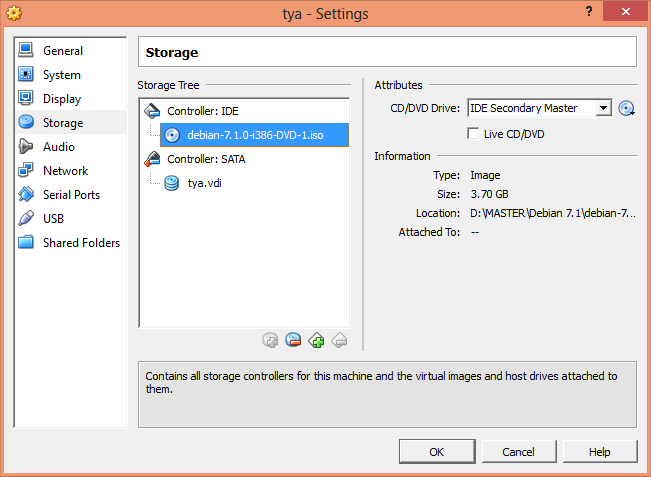 tya - Settings
?
General
System
Display
Storage
Audio
Network
Serial Ports
USB
Shared Folders
Storage
Storage Tree
Controller: IDE
debian-7.1.0-i386-DVD-1.iso
Controller: SATA
tya.vdi
Attributes
CD/DVD Drive: IDE Secondary Master
Live CD/DVD
Information
Type: Image
Size: 3.70 GB
Location: D:\MASTER\Debian 7.1\debian-7...
Attached To: --
Contains all storage controllers for this machine and the virtual images and host drives attached to
them.
OK Cancel Help